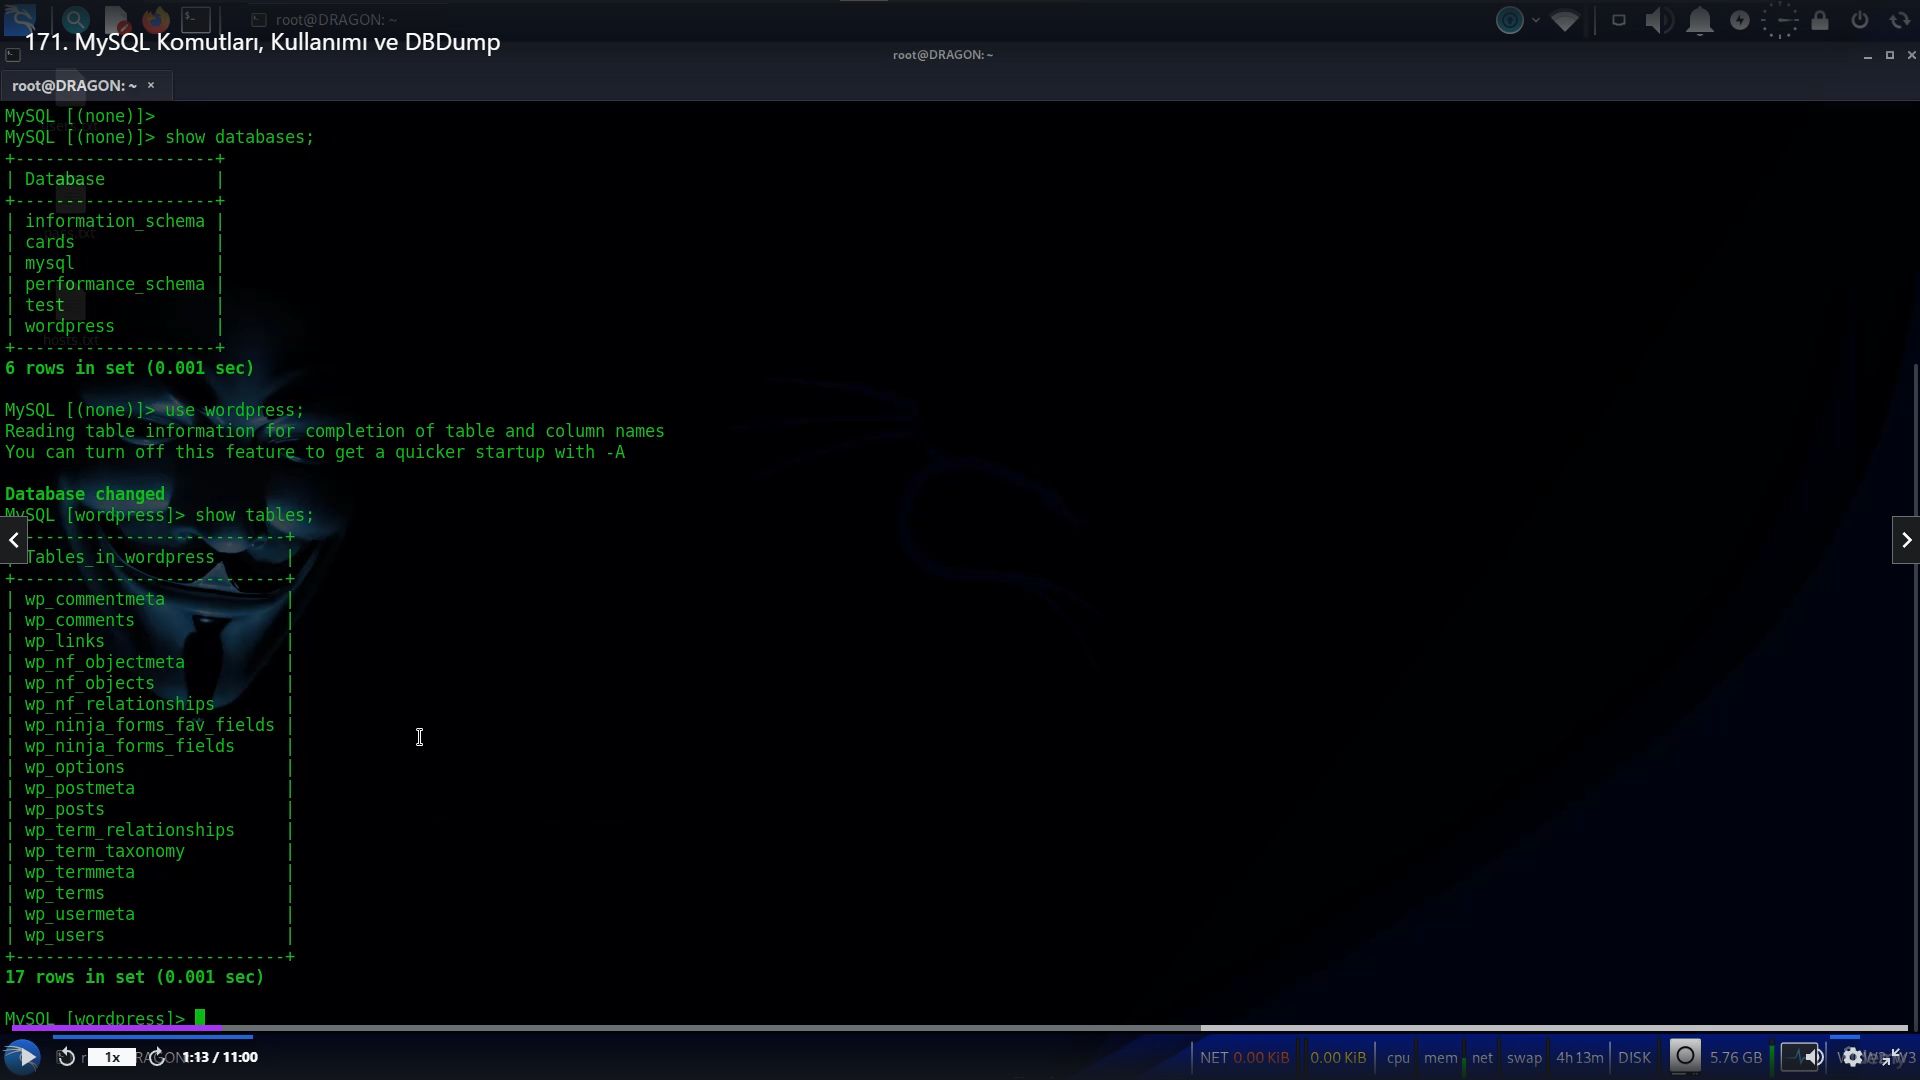 root@DRAGON: ~
171. MySQL Komutları, Kullanımı ve DBDump
root@DRAGON: ~
root@DRAGON: ~ ×
MySQL [(none)]>
MySQL [(none)]> show databases;
+--------------------+
| Database           |
+--------------------+
| information_schema |
| cards              |
| mysql              |
| performance_schema |
| test               |
| wordpress          |
+--------------------+
hosts.txt
6 rows in set (0.001 sec)
MySQL [(none)]> use wordpress;
Reading table information for completion of table and column names
You can turn off this feature to get a quicker startup with -A
Database changed
MySQL [wordpress]> show tables;
--------------------------+
Tables_in_wordpress        |
+--------------------------+
| wp_commentmeta             |
| wp_comments                |
| wp_links                   |
| wp_nf_objectmeta           |
| wp_nf_objects              |
| wp_nf_relationships        |
| wp_ninja_forms_fav_fields |
| wp_ninja_forms_fields      |
| wp_options                 |
| wp_postmeta                |
| wp_posts                   |
| wp_term_relationships      |
| wp_term_taxonomy           |
| wp_termmeta                |
| wp_terms                   |
| wp_usermeta                |
| wp_users                   |
+--------------------------+
17 rows in set (0.001 sec)
MySQL [wordpress]>
1x 1:13 / 11:00 NET 0.00 KiB 0.00 KiB cpu mem net swap 4h13m DISK 5.76 GB